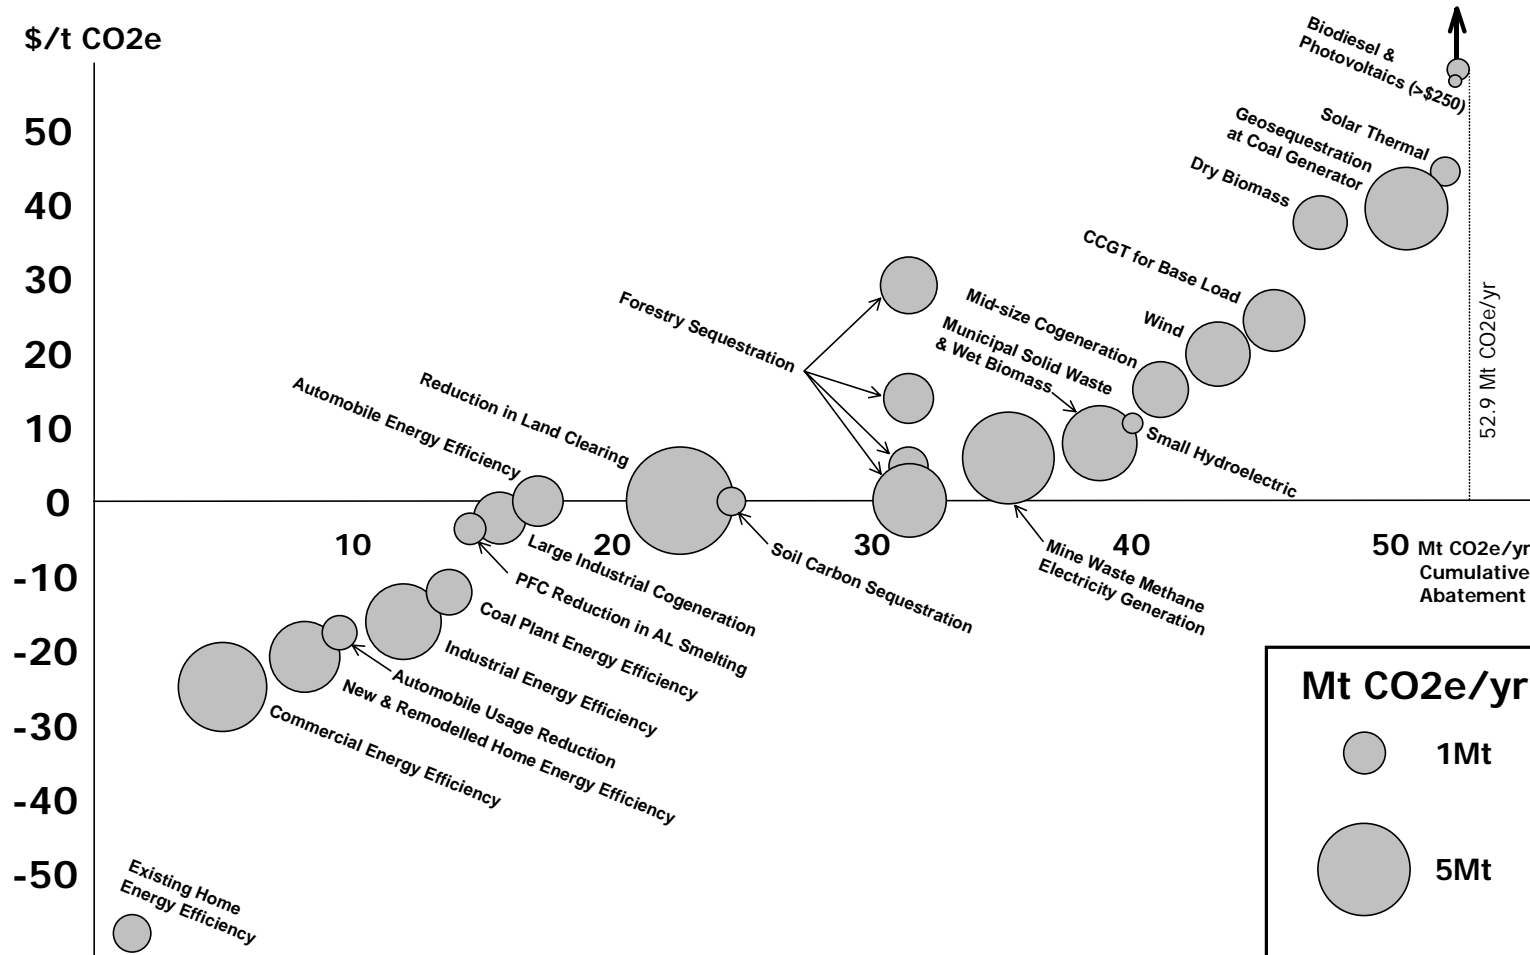 $/t CO2e
Biodiesel &
Photovoltaics (>$250)
50
Solar Thermal
Geosequestration
at Coal Generator
Dry Biomass
40
CCGT for Base Load
30
Forestry Sequestration
Mid-size Cogeneration
Wind
Municipal Solid Waste
& Wet Biomass
52.9 Mt CO2e/yr
20
Reduction in Land Clearing
Automobile Energy Efficiency
10
Small Hydroelectric
0
10
20
30
40
50
Mt CO2e/yr
Cumulative
Abatement
Large Industrial Cogeneration
PFC Reduction in AL Smelting
Soil Carbon Sequestration
Mine Waste Methane
Electricity Generation
-10
Coal Plant Energy Efficiency
Industrial Energy Efficiency
-20
Automobile Usage Reduction
New & Remodelled Home Energy Efficiency
Commercial Energy Efficiency
-30
-40
-50
Existing Home
Energy Efficiency
Mt CO2e/yr
1Mt
5Mt